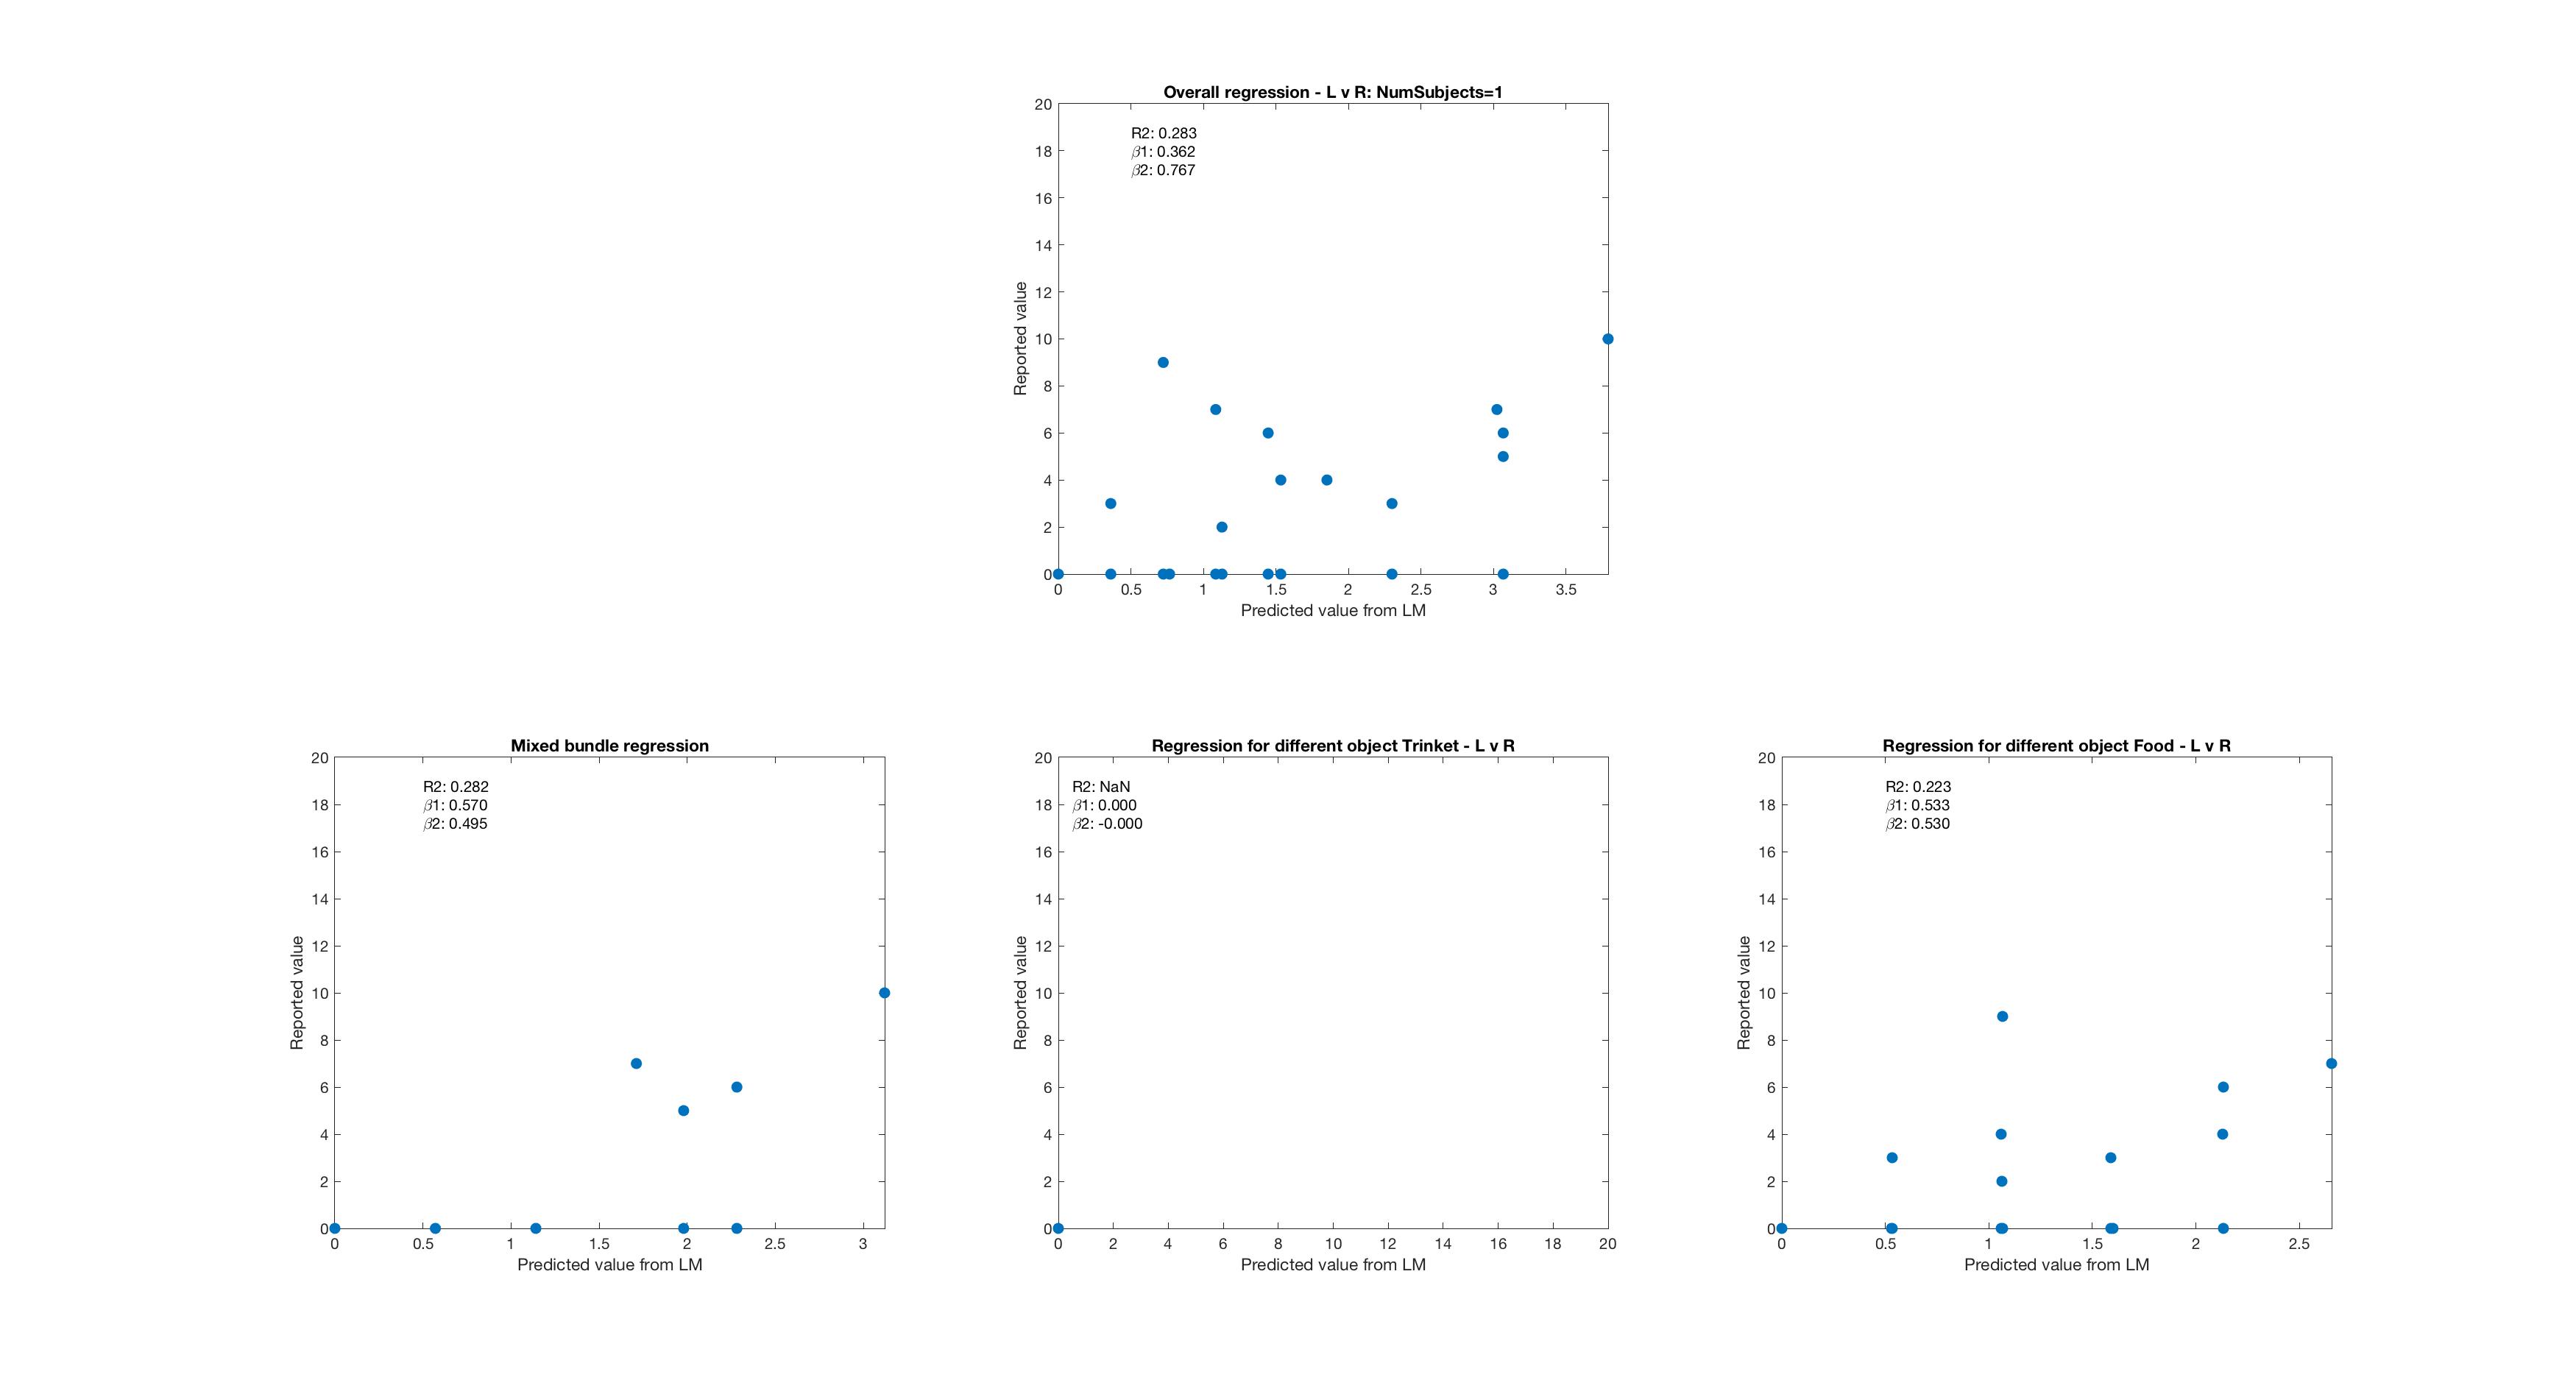 Overall regression - L v R: NumSubjects=1
R2: 0.283
β1: 0.362
β2: 0.767
20
18
16
14
12
10
8
6
4
2
0
Reported value
0 0.5 1 1.5 2 2.5 3 3.5
Predicted value from LM
Mixed bundle regression
R2: 0.282
β1: 0.570
β2: 0.495
20
18
16
14
12
10
8
6
4
2
0
Reported value
0 0.5 1 1.5 2 2.5 3
Predicted value from LM
Regression for different object Trinket - L v R
R2: NaN
β1: 0.000
β2: -0.000
20
18
16
14
12
10
8
6
4
2
0
Reported value
0 2 4 6 8 10 12 14 16 18 20
Predicted value from LM
Regression for different object Food - L v R
R2: 0.223
β1: 0.533
β2: 0.530
20
18
16
14
12
10
8
6
4
2
0
Reported value
0 0.5 1 1.5 2 2.5
Predicted value from LM